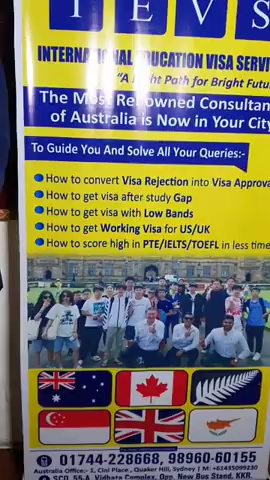 IEVS
INTERNATIONAL EDUCATION VISA SERVI
"A Right Path for Bright Futu
The Most Renowned Consultan
of Australia is Now in Your City
To Guide You And Solve All Your Queries:-
How to convert Visa Rejection into Visa Approva
How to get visa after study Gap
How to get visa with Low Bands
How to get Working Visa for US/UK
How to score high in PTE/IELTS/TOEFL in less time
01744-228668, 98960-60155
Australia Office:- 1, Cinl Place, Quaker Hill, Sydney | M: +61435099230
SCO. 55-A, Vidhata Complex, Opp. New Bus Stand, KKR.